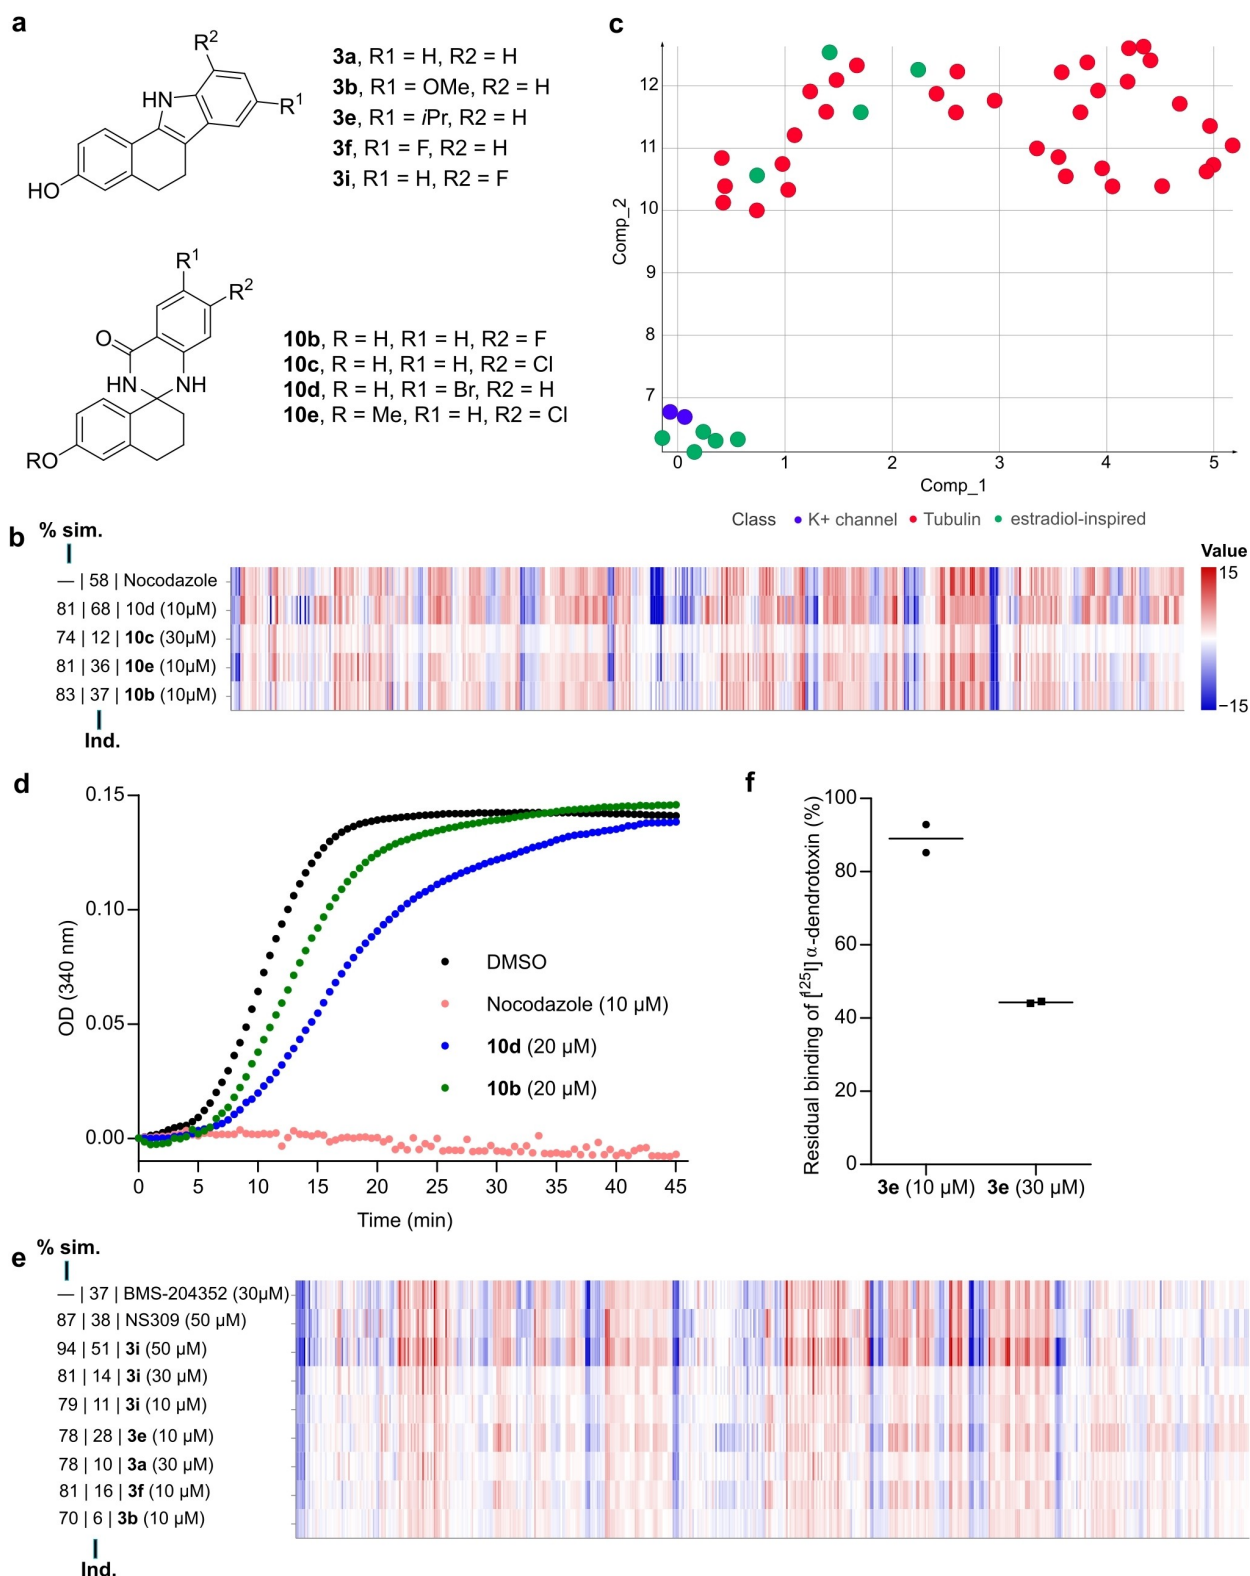 a
R²
HN
R¹
HO
3a, R1 = H, R2 = H
3b, R1 = OMe, R2 = H
3e, R1 = iPr, R2 = H
3f, R1 = F, R2 = H
3i, R1 = H, R2 = F
R¹
R²
O
HN
NH
RO
10b, R = H, R1 = H, R2 = F
10c, R = H, R1 = H, R2 = Cl
10d, R = H, R1 = Br, R2 = H
10e, R = Me, R1 = H, R2 = Cl
c
12
11
10
9
8
7
Comp_2
0 1 2 3 4 5
Comp_1
Class K+ channel Tubulin estradiol-inspired
b
% sim.
— | 58 | Nocodazole
81 | 68 | 10d (10µM)
74 | 12 | 10c (30µM)
81 | 36 | 10e (10µM)
83 | 37 | 10b (10µM)
Ind.
Value
15
−15
d
0.15
0.10
0.05
0.00
OD (340 nm)
0 5 10 15 20 25 30 35 40 45
Time (min)
DMSO
Nocodazole (10 µM)
10d (20 µM)
10b (20 µM)
f
100
80
60
40
20
0
Residual binding of [¹²⁵I] α-dendrotoxin (%)
3e (10 µM) 3e (30 µM)
e
% sim.
— | 37 | BMS-204352 (30µM)
87 | 38 | NS309 (50 µM)
94 | 51 | 3i (50 µM)
81 | 14 | 3i (30 µM)
79 | 11 | 3i (10 µM)
78 | 28 | 3e (10 µM)
78 | 10 | 3a (30 µM)
81 | 16 | 3f (10 µM)
70 | 6 | 3b (10 µM)
Ind.